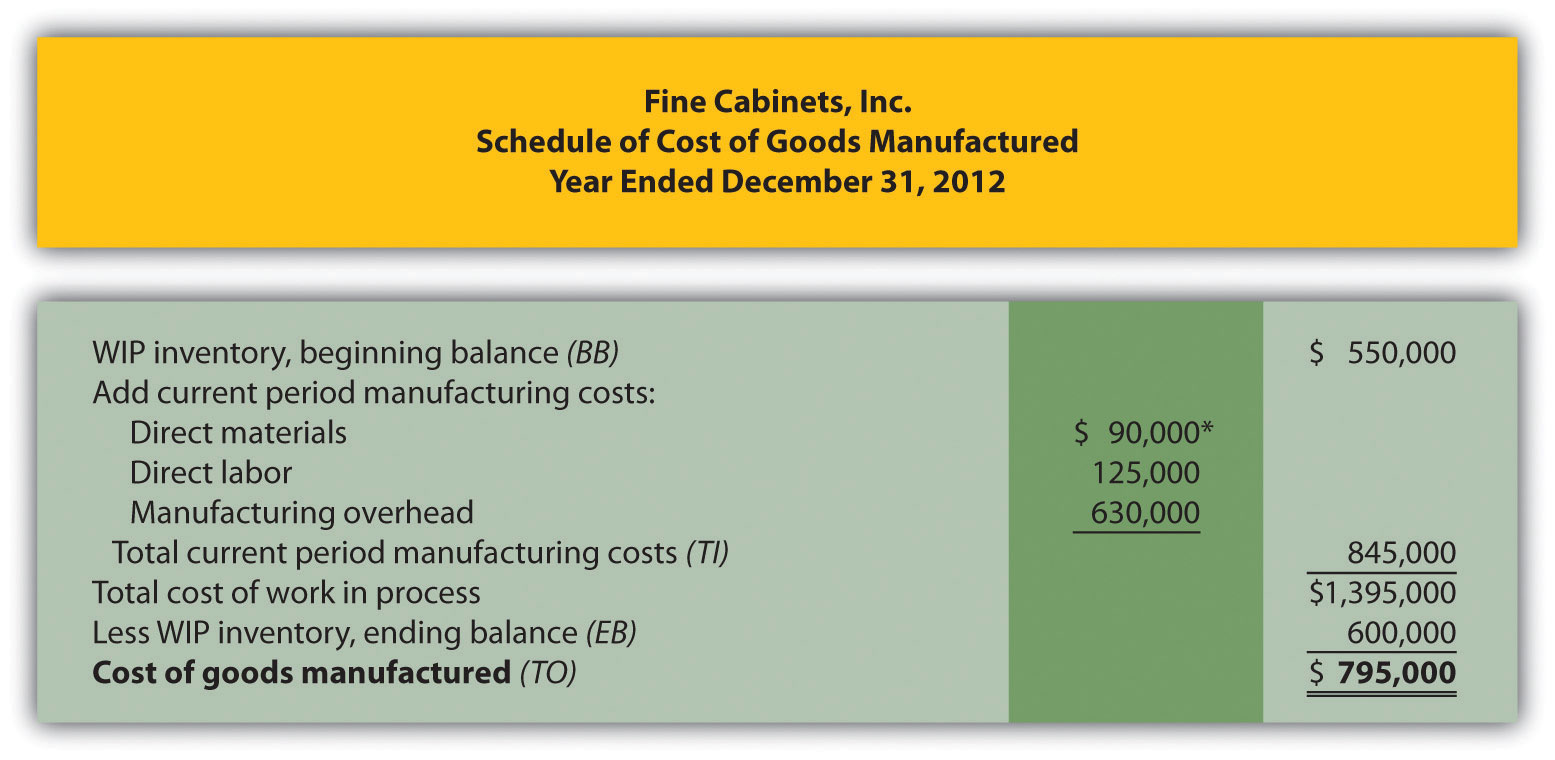 Fine Cabinets, Inc.
Schedule of Cost of Goods Manufactured
Year Ended December 31, 2012
WIP inventory, beginning balance (BB) $ 550,000
Add current period manufacturing costs:
Direct materials $ 90,000*
Direct labor 125,000
Manufacturing overhead 630,000
Total current period manufacturing costs (TI) 845,000
Total cost of work in process $1,395,000
Less WIP inventory, ending balance (EB) 600,000
Cost of goods manufactured (TO) $ 795,000